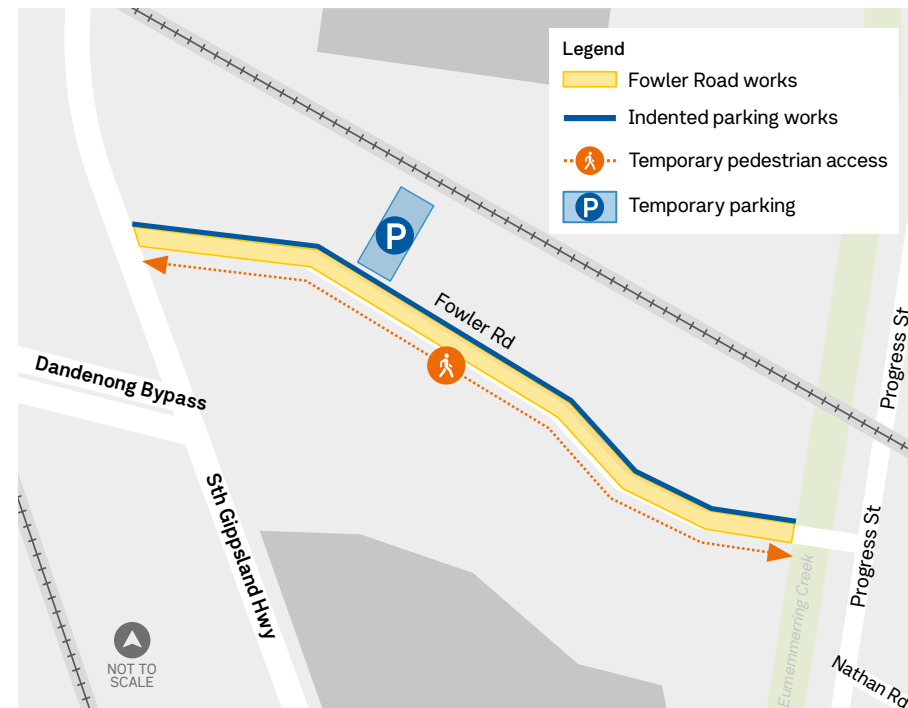 Legend
Fowler Road works
Indented parking works
Temporary pedestrian access
P
Temporary parking
P
Fowler Rd
Progress St
Dandenong Bypass
Sth Gippsland Hwy
Progress St
Eumemmerring Creek
Nathan Rd
NOT TO
SCALE